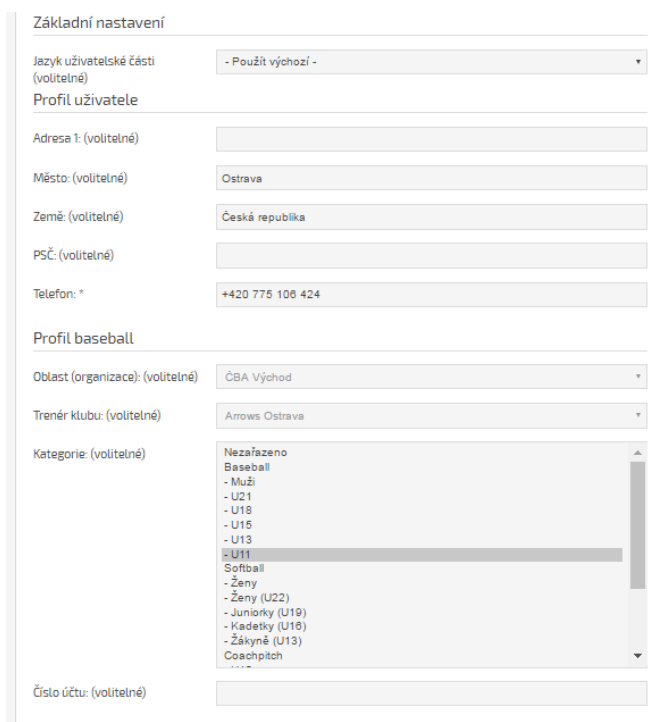 Základní nastavení
Jazyk uživatelské části
(volitelné)
- Použít výchozí -
Profil uživatele
Adresa 1: (volitelné)
Město: (volitelné)
Ostrava
Země: (volitelné)
Česká republika
PSČ: (volitelné)
Telefon: *
+420 775 106 424
Profil baseball
Oblast (organizace): (volitelné)
ČBA Východ
Trenér klubu: (volitelné)
Arrows Ostrava
Kategorie: (volitelné)
Nezařazeno
Baseball
- Muži
- U21
- U18
- U15
- U13
- U11
Softball
- Ženy
- Ženy (U22)
- Juniorky (U19)
- Kadetky (U16)
- Žákyně (U13)
Coachpitch
Číslo účtu: (volitelné)